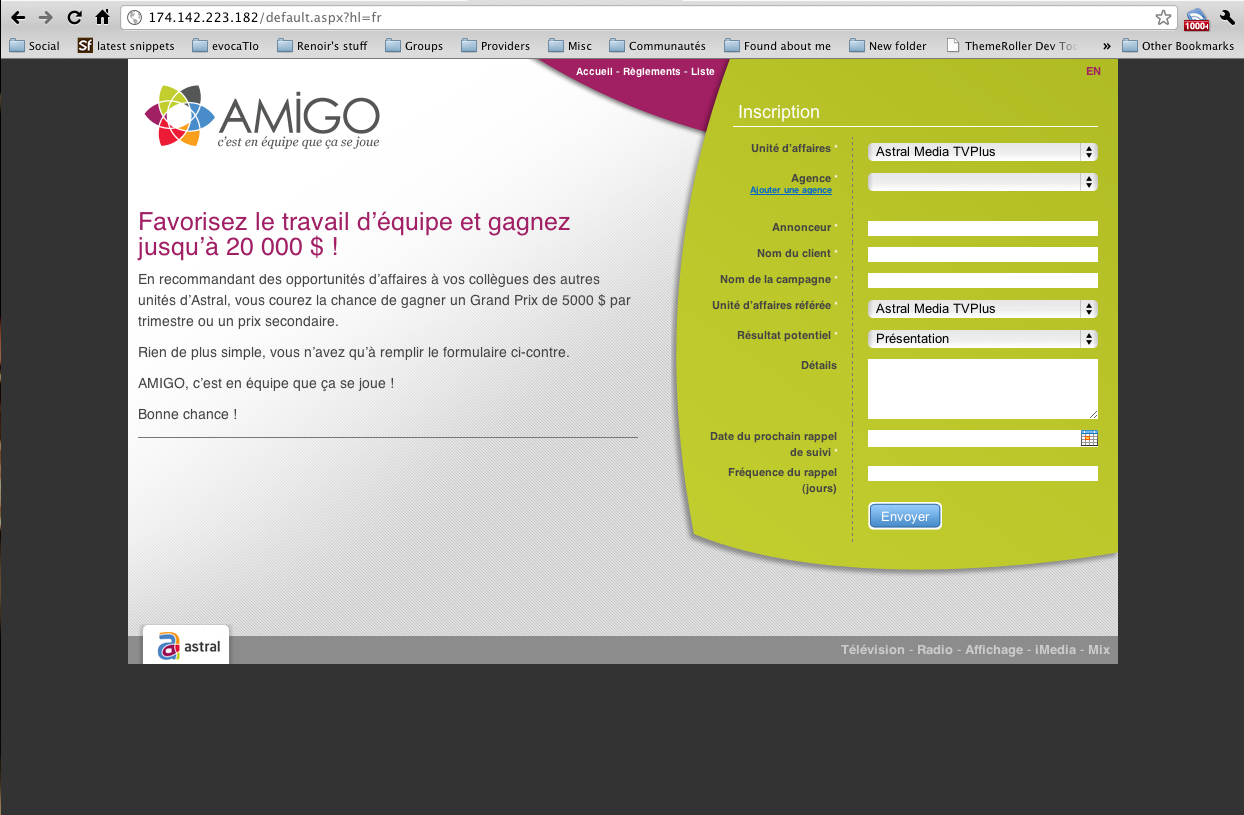 174.142.223.182/default.aspx?hl=fr
1000+
Social
Sf latest snippets
evocaTIo
Renoir's stuff
Groups
Providers
Misc
Communautés
Found about me
New folder
ThemeRoller Dev
»
Other Bookmarks
Accueil - Règlements - Liste
EN
AMiGO
c'est en équipe que ça se joue
Favorisez le travail d'équipe et gagnez
jusqu'à 20 000 $ !
En recommandant des opportunités d'affaires à vos collègues des autres
unités d'Astral, vous courez la chance de gagner un Grand Prix de 5000 $ par
trimestre ou un prix secondaire.
Rien de plus simple, vous n'avez qu'à remplir le formulaire ci-contre.
AMIGO, c'est en équipe que ça se joue !
Bonne chance !
Inscription
Unité d'affaires * Astral Media TVPlus
Agence *
Ajouter une agence
Annonceur *
Nom du client *
Nom de la campagne *
Unité d'affaires référée * Astral Media TVPlus
Résultat potentiel * Présentation
Détails
Date du prochain rappel
de suivi *
Fréquence du rappel
(jours)
Envoyer
a astral
Télévision - Radio - Affichage - iMedia - Mix